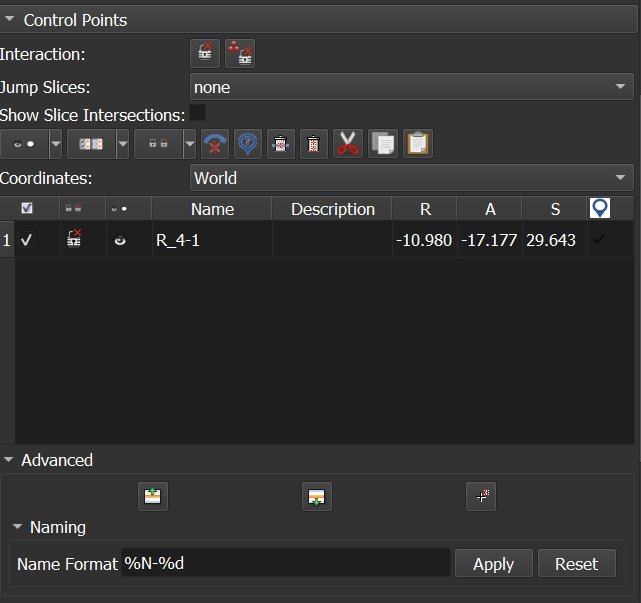 Control Points
Interaction:
Jump Slices: none
Show Slice Intersections:
Coordinates: World
Name Description R A S
1 R_4-1 -10.980 -17.177 29.643
Advanced
Naming
Name Format %N-%d Apply Reset